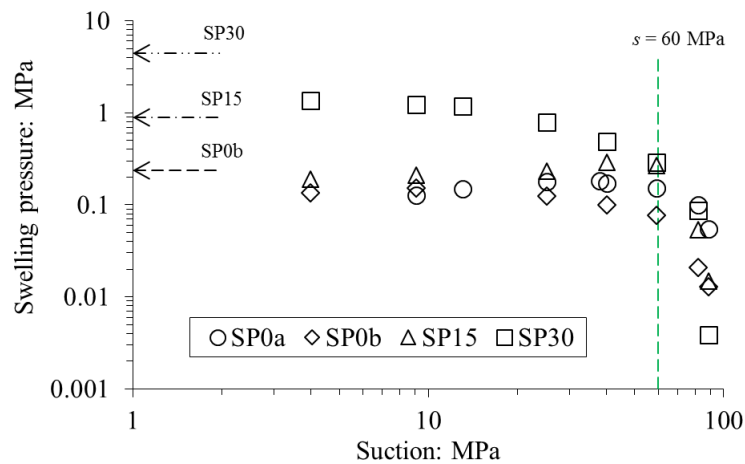 10
1
0.1
0.01
0.001
Swelling pressure: MPa
SP30
SP15
SP0b
s = 60 MPa
SP0a SP0b SP15 SP30
1 10 100
Suction: MPa